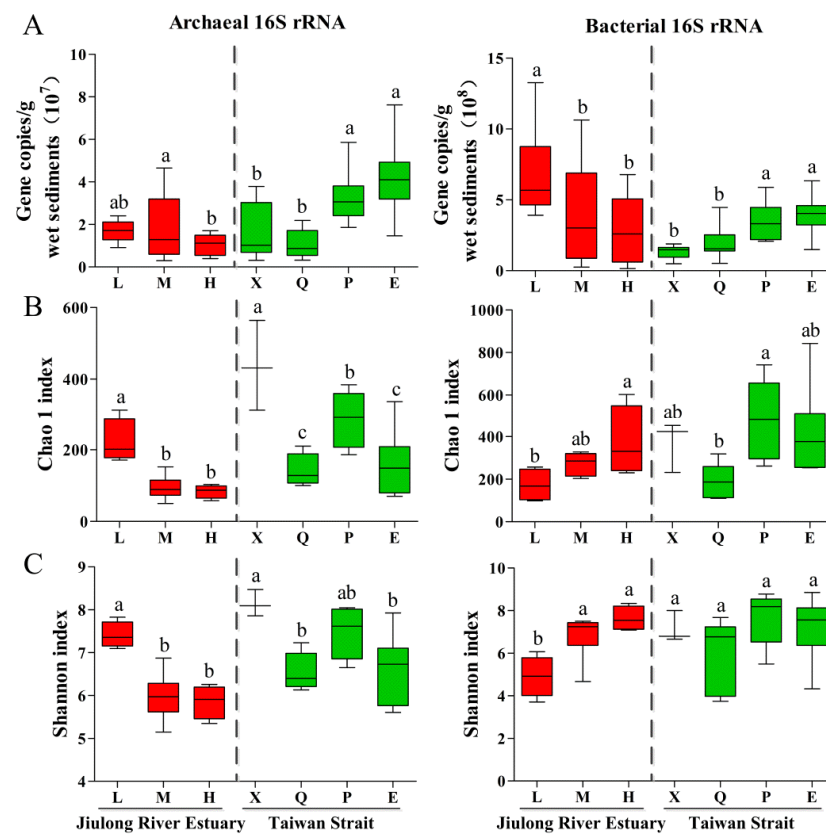 A
Archaeal 16S rRNA
Bacterial 16S rRNA
Gene copies/g
wet sediments (10⁷)
10
8
6
4
2
0
ab
a
b
b
b
a
a
L
M
H
X
Q
P
E
Gene copies/g
wet sediments (10⁸)
15
10
5
0
a
b
b
b
b
a
a
L
M
H
X
Q
P
E
B
Chao 1 index
600
400
200
0
a
b
b
a
c
b
c
L
M
H
X
Q
P
E
Chao 1 index
1000
800
600
400
200
0
b
ab
a
ab
b
a
ab
L
M
H
X
Q
P
E
C
Shannon index
9
8
7
6
5
4
a
b
b
a
b
ab
b
L
M
H
X
Q
P
E
Jiulong River Estuary
Taiwan Strait
Shannon index
10
8
6
4
2
0
b
a
a
a
a
a
a
L
M
H
X
Q
P
E
Jiulong River Estuary
Taiwan Strait